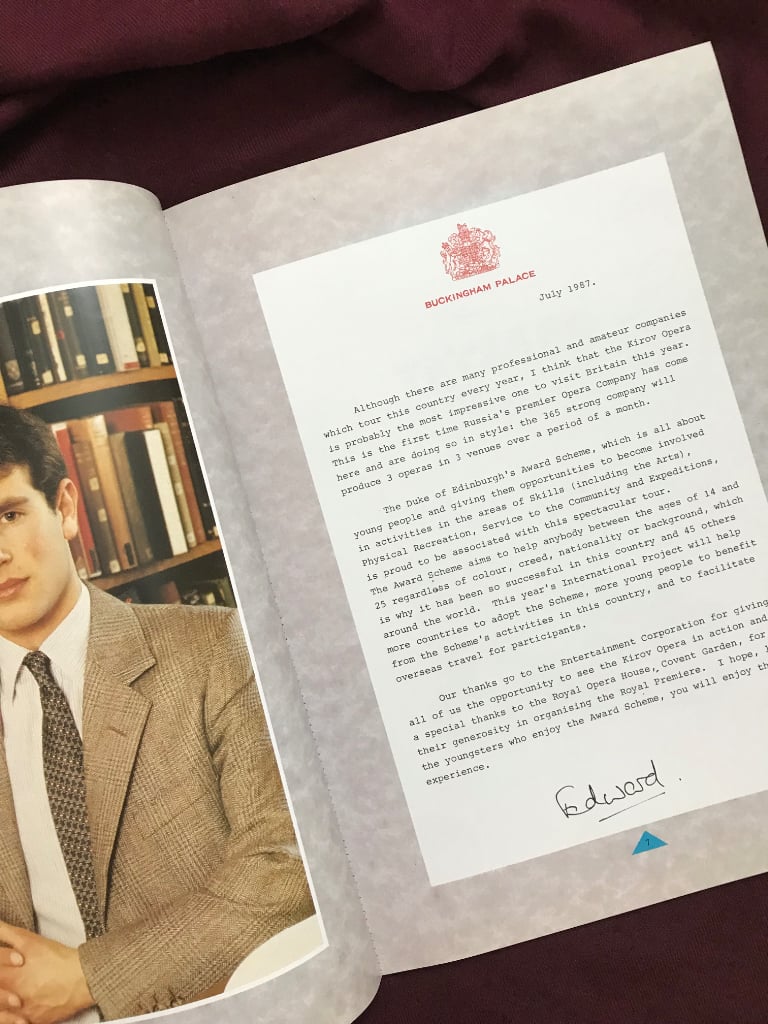 BUCKINGHAM PALACE
July 1987.
Although there are many professional and amateur companies
which tour this country every year, I think that the Kirov Opera
is probably the most impressive one to visit Britain this year.
This is the first time Russia's premier Opera Company has come
here and are doing so in style: the 365 strong company will
produce 3 operas in 3 venues over a period of a month.
The Duke of Edinburgh's Award Scheme, which is all about
young people and giving them opportunities to become involved
in activities in the areas of Skills (including the Arts),
Physical Recreation, Service to the Community and Expeditions,
is proud to be associated with this spectacular tour.
The Award Scheme aims to help anybody between the ages of 14 and
25 regardless of colour, creed, nationality or background, which
is why it has been so successful in this country and 45 others
around the world. This year's International Project will help
more countries to adopt the Scheme, more young people to benefit
from the Scheme's activities in this country, and to facilitate
overseas travel for participants.
Our thanks go to the Entertainment Corporation for giving
all of us the opportunity to see the Kirov Opera in action and
a special thanks to the Royal Opera House, Covent Garden, for
their generosity in organising the Royal Premiere. I hope,
the youngsters who enjoy the Award Scheme, you will enjoy
experience.
Edward.
7